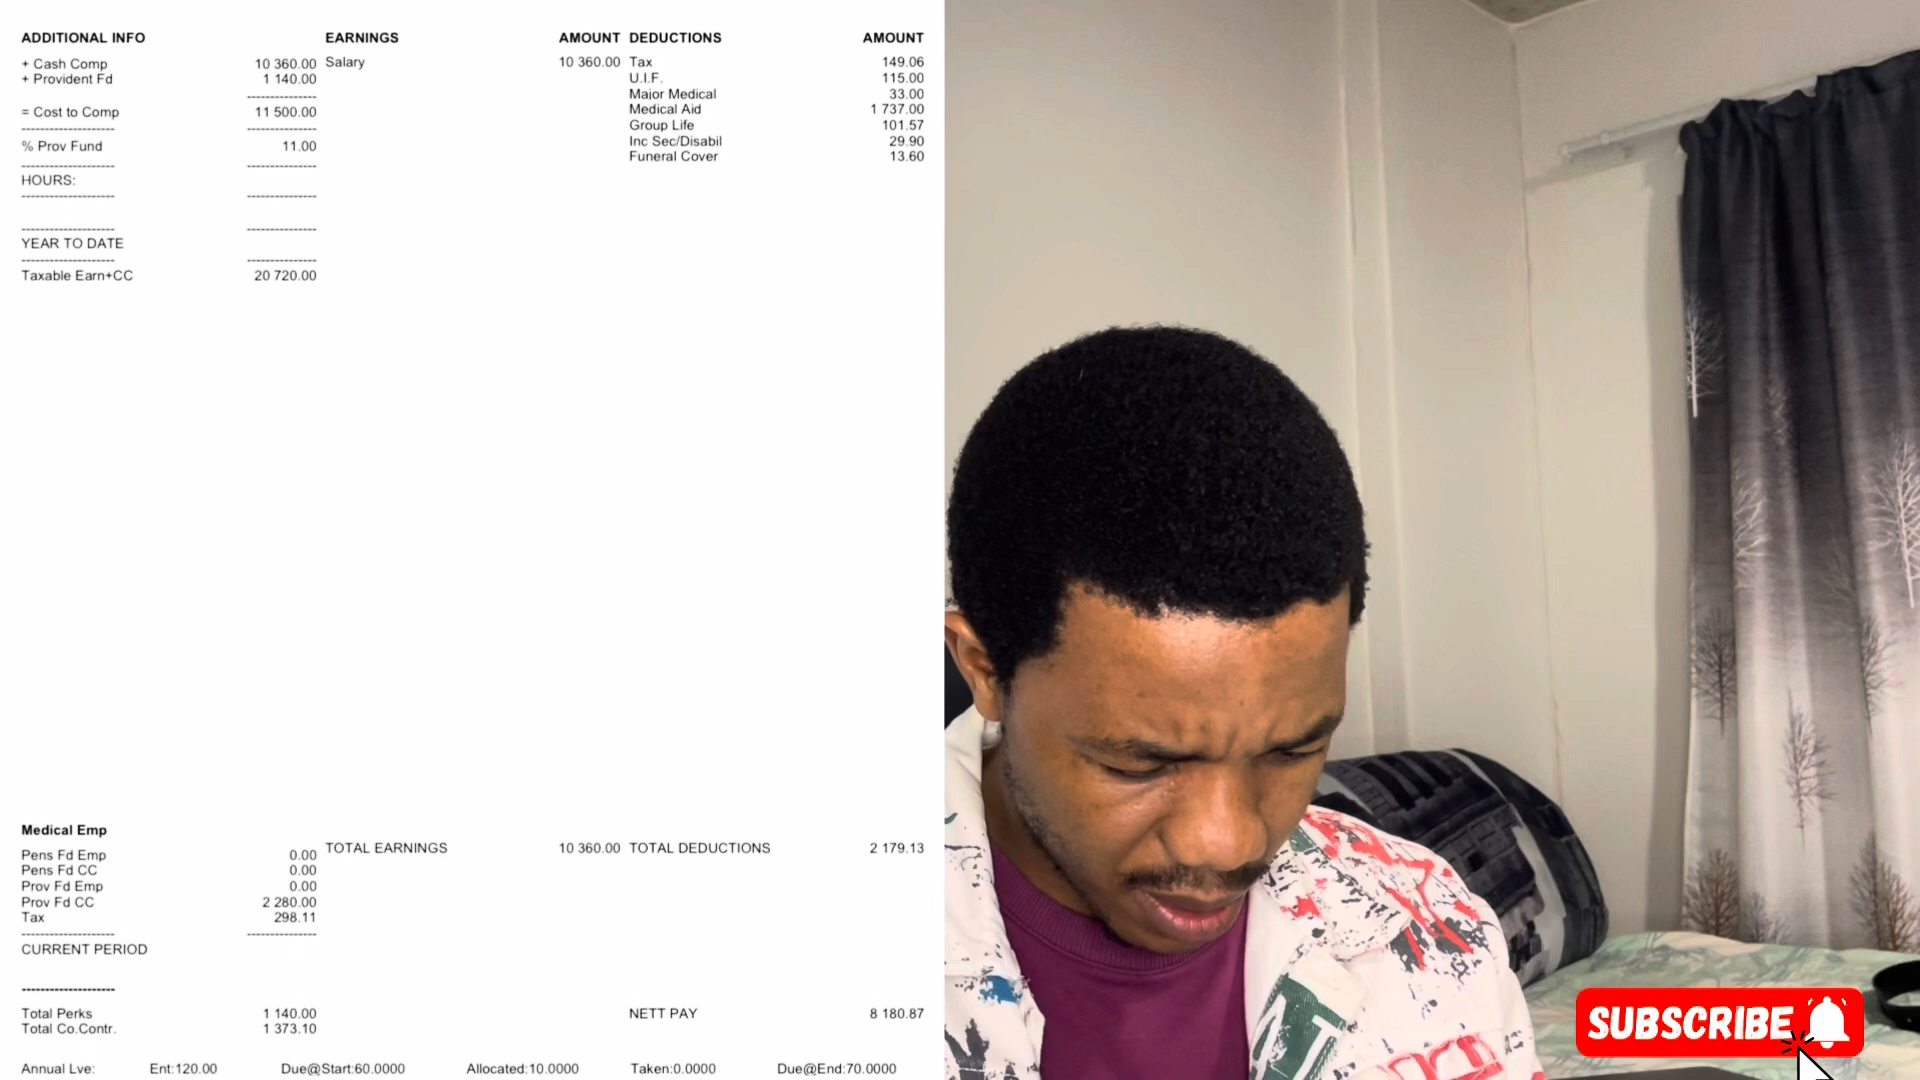 ADDITIONAL INFO EARNINGS AMOUNT DEDUCTIONS AMOUNT
+ Cash Comp 10 360.00 Salary 10 360.00 Tax 149.06
+ Provident Fd 1 140.00 U.I.F. 115.00
Major Medical 33.00
= Cost to Comp 11 500.00 Medical Aid 1 737.00
Group Life 101.57
% Prov Fund 11.00 Inc Sec/Disabil 29.90
Funeral Cover 13.60
HOURS:
YEAR TO DATE
Taxable Earn+CC 20 720.00
Medical Emp
Pens Fd Emp 0.00 TOTAL EARNINGS 10 360.00 TOTAL DEDUCTIONS 2 179.13
Pens Fd CC 0.00
Prov Fd Emp 0.00
Prov Fd CC 2 280.00
Tax 298.11
CURRENT PERIOD
Total Perks 1 140.00 NETT PAY 8 180.87
Total Co.Contr. 1 373.10
Annual Lve: Ent:120.00 Due@Start:60.0000 Allocated:10.0000 Taken:0.0000 Due@End:70.0000
SUBSCRIBE